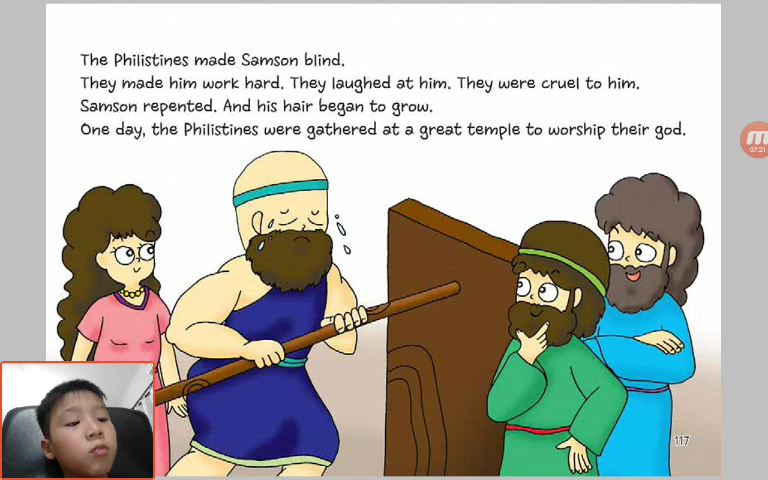 The Philistines made Samson blind.
They made him work hard. They laughed at him. They were cruel to him.
Samson repented. And his hair began to grow.
One day, the Philistines were gathered at a great temple to worship their god.
07:21
117